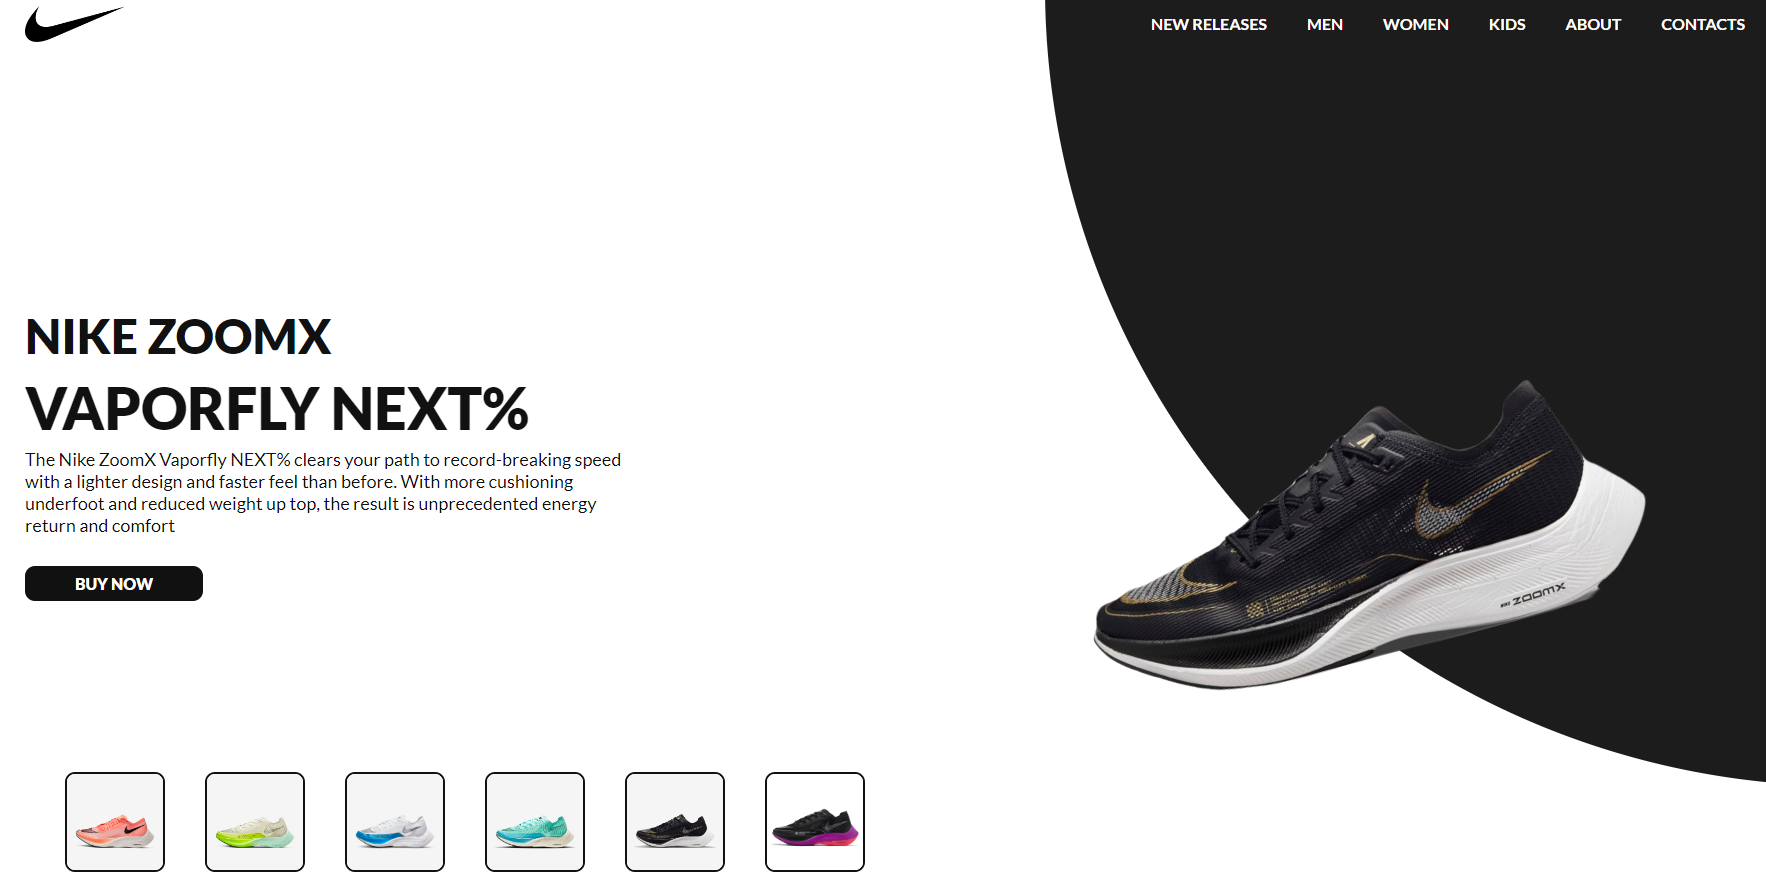 NEW RELEASES MEN WOMEN KIDS ABOUT CONTACTS
NIKE ZOOMX
VAPORFLY NEXT%
The Nike ZoomX Vaporfly NEXT% clears your path to record-breaking speed
with a lighter design and faster feel than before. With more cushioning
underfoot and reduced weight up top, the result is unprecedented energy
return and comfort
BUY NOW
NIKE ZOOMX